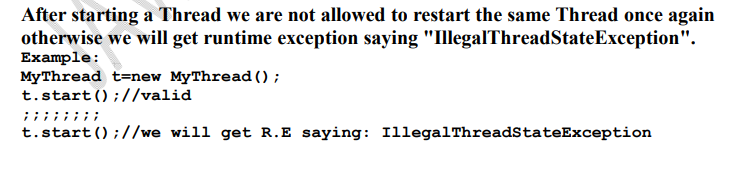 After starting a Thread we are not allowed to restart the same Thread once again
otherwise we will get runtime exception saying "IllegalThreadStateException".
Example:
MyThread t=new MyThread();
t.start();//valid
;;;;;;;;
t.start();//we will get R.E saying: IllegalThreadStateException